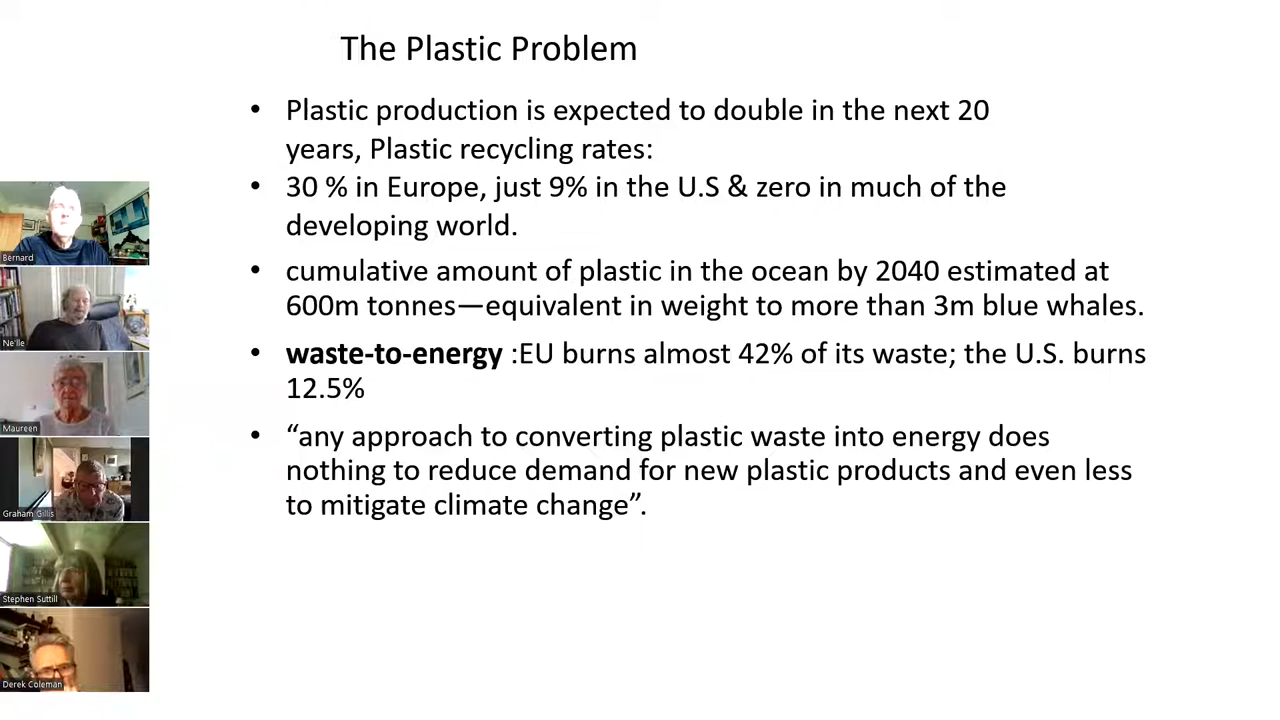 The Plastic Problem
• Plastic production is expected to double in the next 20
years, Plastic recycling rates:
• 30 % in Europe, just 9% in the U.S & zero in much of the
developing world.
• cumulative amount of plastic in the ocean by 2040 estimated at
600m tonnes—equivalent in weight to more than 3m blue whales.
• waste-to-energy :EU burns almost 42% of its waste; the U.S. burns
12.5%
• “any approach to converting plastic waste into energy does
nothing to reduce demand for new plastic products and even less
to mitigate climate change”.
Bernard
Ne'lle
Maureen
Graham Gillis
Stephen Suttill
Derek Coleman